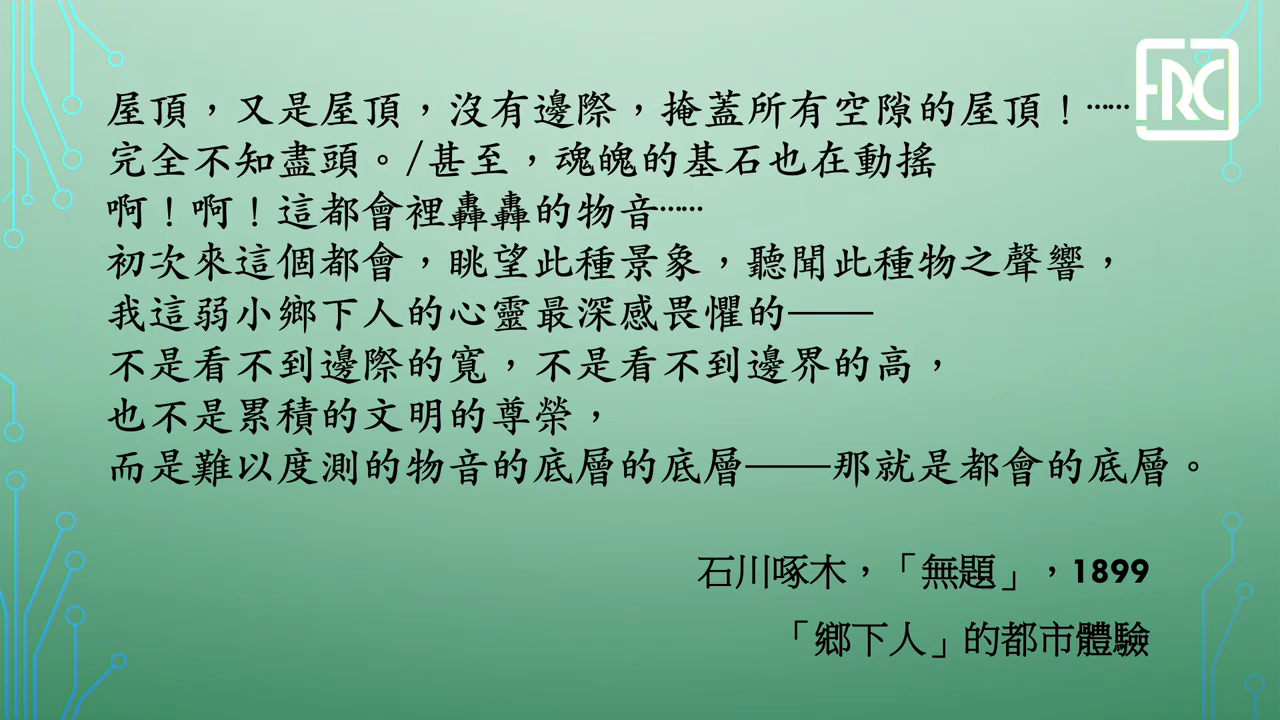 屋頂，又是屋頂，沒有邊際，掩蓋所有空隙的屋頂！……
完全不知盡頭。/甚至，魂魄的基石也在動搖
啊！啊！這都會裡轟轟的物音……
初次來這個都會，眺望此種景象，聽聞此種物之聲響，
我這弱小鄉下人的心靈最深感畏懼的——
不是看不到邊際的寬，不是看不到邊界的高，
也不是累積的文明的尊榮，
而是難以度測的物音的底層的底層——那就是都會的底層。
石川啄木，「無題」，1899
「鄉下人」的都市體驗
FRC